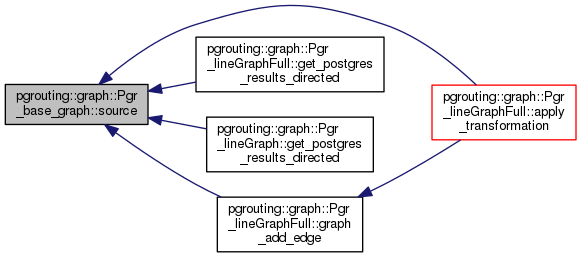 pgrouting::graph::Pgr
_base_graph::source
pgrouting::graph::Pgr
_lineGraphFull::get_postgres
_results_directed
pgrouting::graph::Pgr
_lineGraph::get_postgres
_results_directed
pgrouting::graph::Pgr
_lineGraphFull::graph
_add_edge
pgrouting::graph::Pgr
_lineGraphFull::apply
_transformation